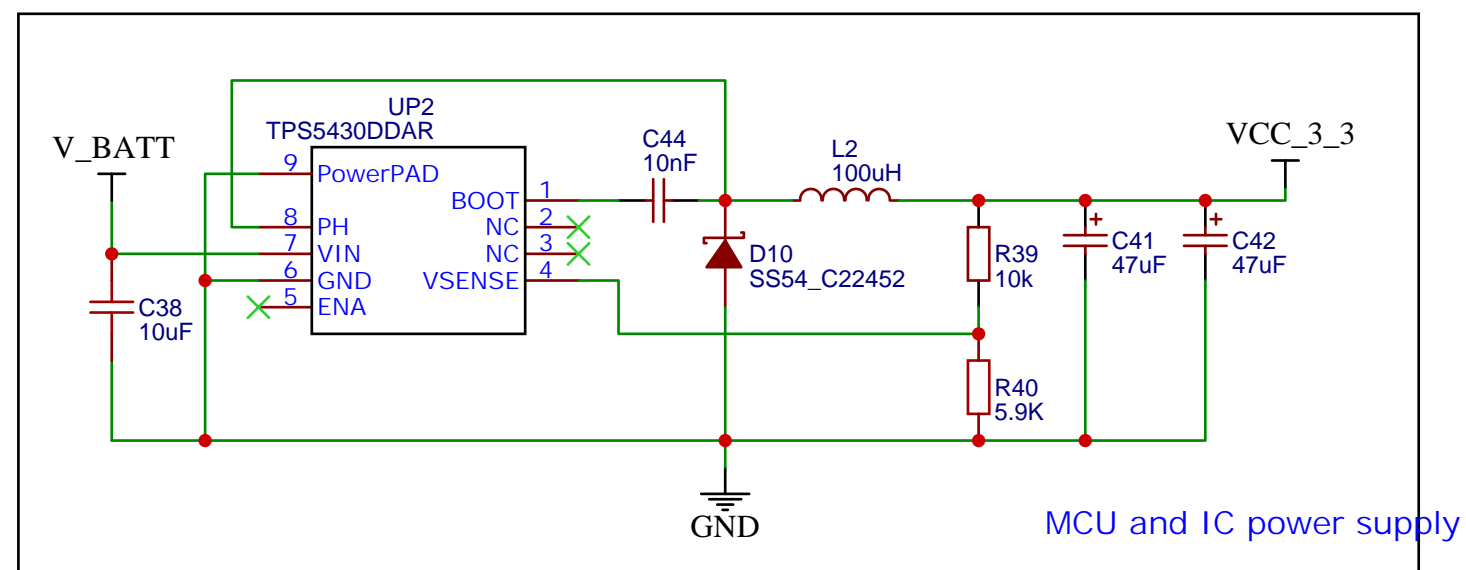 UP2
TPS5430DDAR
V_BATT
9
PowerPAD
8
PH
7
VIN
6
GND
5
ENA
BOOT
1
NC
2
NC
3
VSENSE
4
C38
10uF
C44
10nF
L2
100uH
D10
SS54_C22452
R39
10k
R40
5.9K
+
C41
47uF
+
C42
47uF
VCC_3_3
GND
MCU and IC power supply